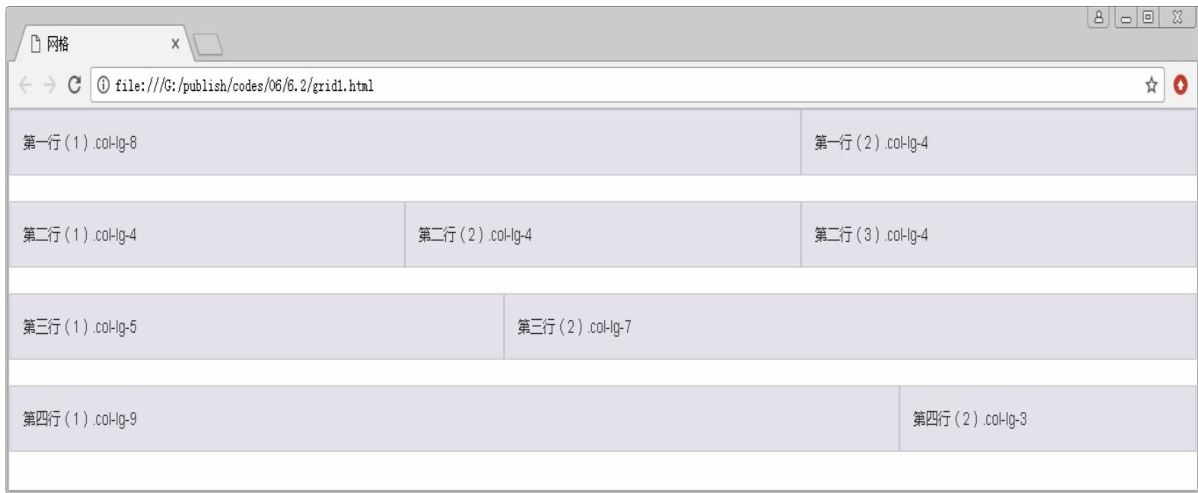 网格
file:///G:/publish/codes/06/6.2/grid1.html
第一行（1）.col-lg-8 第一行（2）.col-lg-4
第二行（1）.col-lg-4 第二行（2）.col-lg-4 第二行（3）.col-lg-4
第三行（1）.col-lg-5 第三行（2）.col-lg-7
第四行（1）.col-lg-9 第四行（2）.col-lg-3